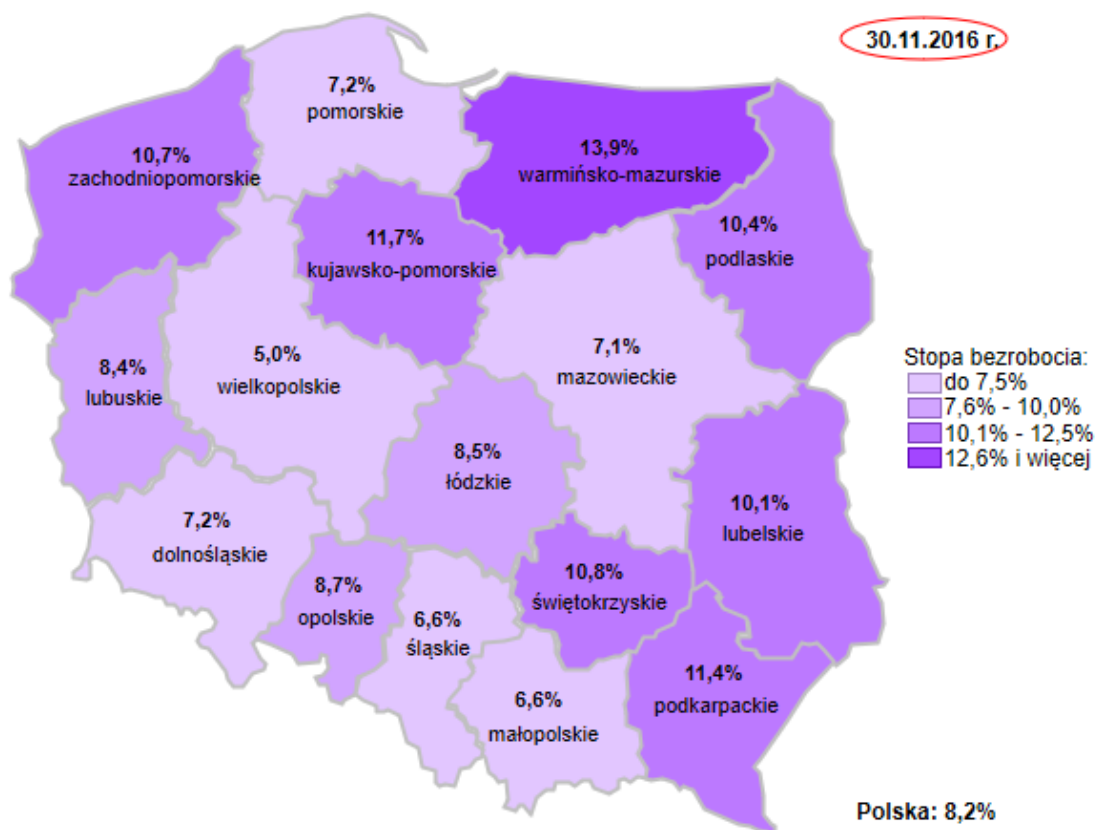 30.11.2016 r.
7,2%
pomorskie
10,7%
zachodniopomorskie
13,9%
warmińsko-mazurskie
10,4%
podlaskie
11,7%
kujawsko-pomorskie
8,4%
lubuskie
5,0%
wielkopolskie
7,1%
mazowieckie
Stopa bezrobocia:
do 7,5%
7,6% - 10,0%
10,1% - 12,5%
12,6% i więcej
8,5%
łódzkie
10,1%
lubelskie
7,2%
dolnośląskie
8,7%
opolskie
6,6%
śląskie
10,8%
świętokrzyskie
6,6%
małopolskie
11,4%
podkarpackie
Polska: 8,2%